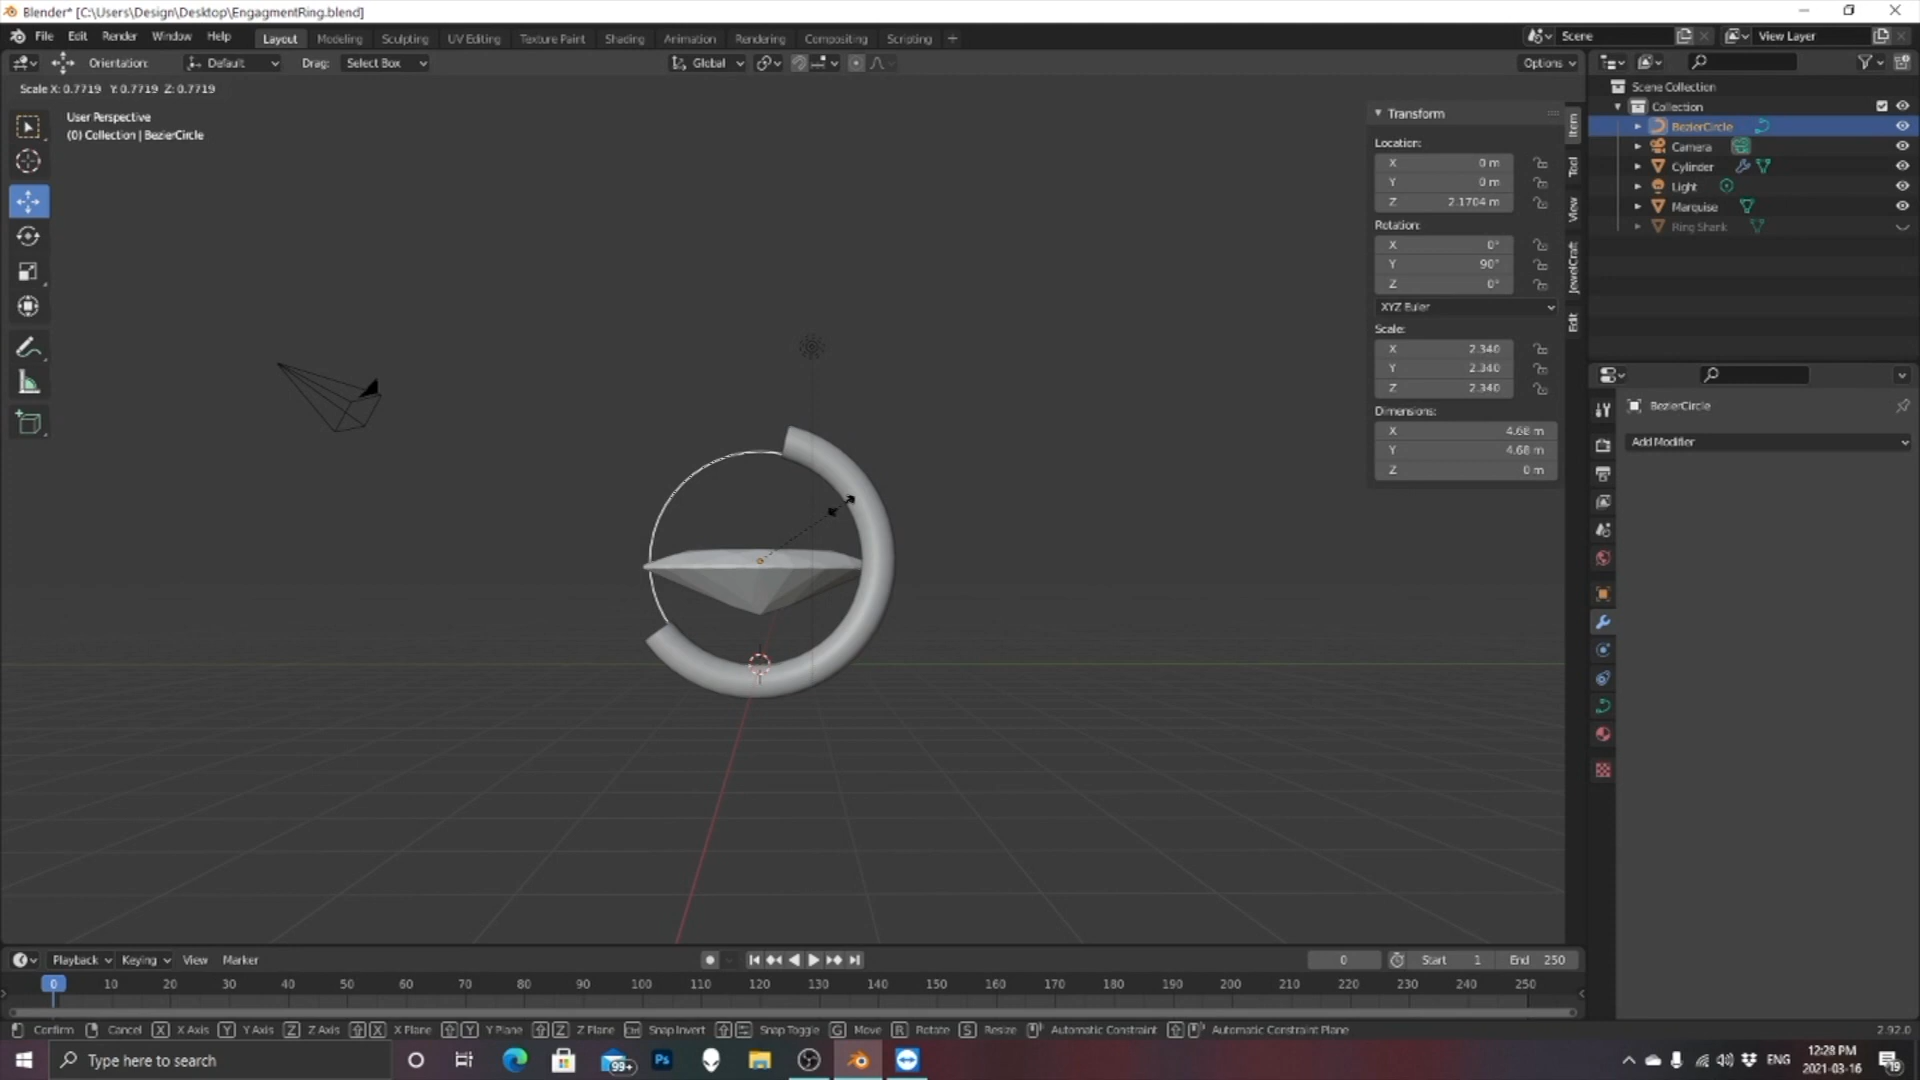 Blender* [C:\Users\Design\Desktop\EngagmentRing.blend]
File Edit Render Window Help Layout Modeling Sculpting UV Editing Texture Paint Shading Animation Rendering Compositing Scripting + Scene View Layer
Orientation: Default Drag: Select Box Global Options
Scale X: 0.7719 Y: 0.7719 Z: 0.7719
User Perspective
(0) Collection | BezierCircle
Transform
Location:
X 0 m
Y 0 m
Z 2.1704 m
Rotation:
X 0°
Y 90°
Z 0°
XYZ Euler
Scale:
X 2.340
Y 2.340
Z 2.340
Dimensions:
X 4.68 m
Y 4.68 m
Z 0 m
Item
Tool
View
JewelCraft
Edit
Scene Collection
Collection
BezierCircle
Camera
Cylinder
Light
Marquise
Ring Shank
BezierCircle
Add Modifier
Playback Keying View Marker 0 Start 1 End 250
0 10 20 30 40 50 60 70 80 90 100 110 120 130 140 150 160 170 180 190 200 210 220 230 240 250
Confirm Cancel X X Axis Y Y Axis Z Z Axis X X Plane Y Y Plane Z Z Plane Snap Invert Snap Toggle G Move R Rotate S Resize Automatic Constraint Automatic Constraint Plane 2.92.0
Type here to search 99+ Ps ENG 12:28 PM
2021-03-16 19